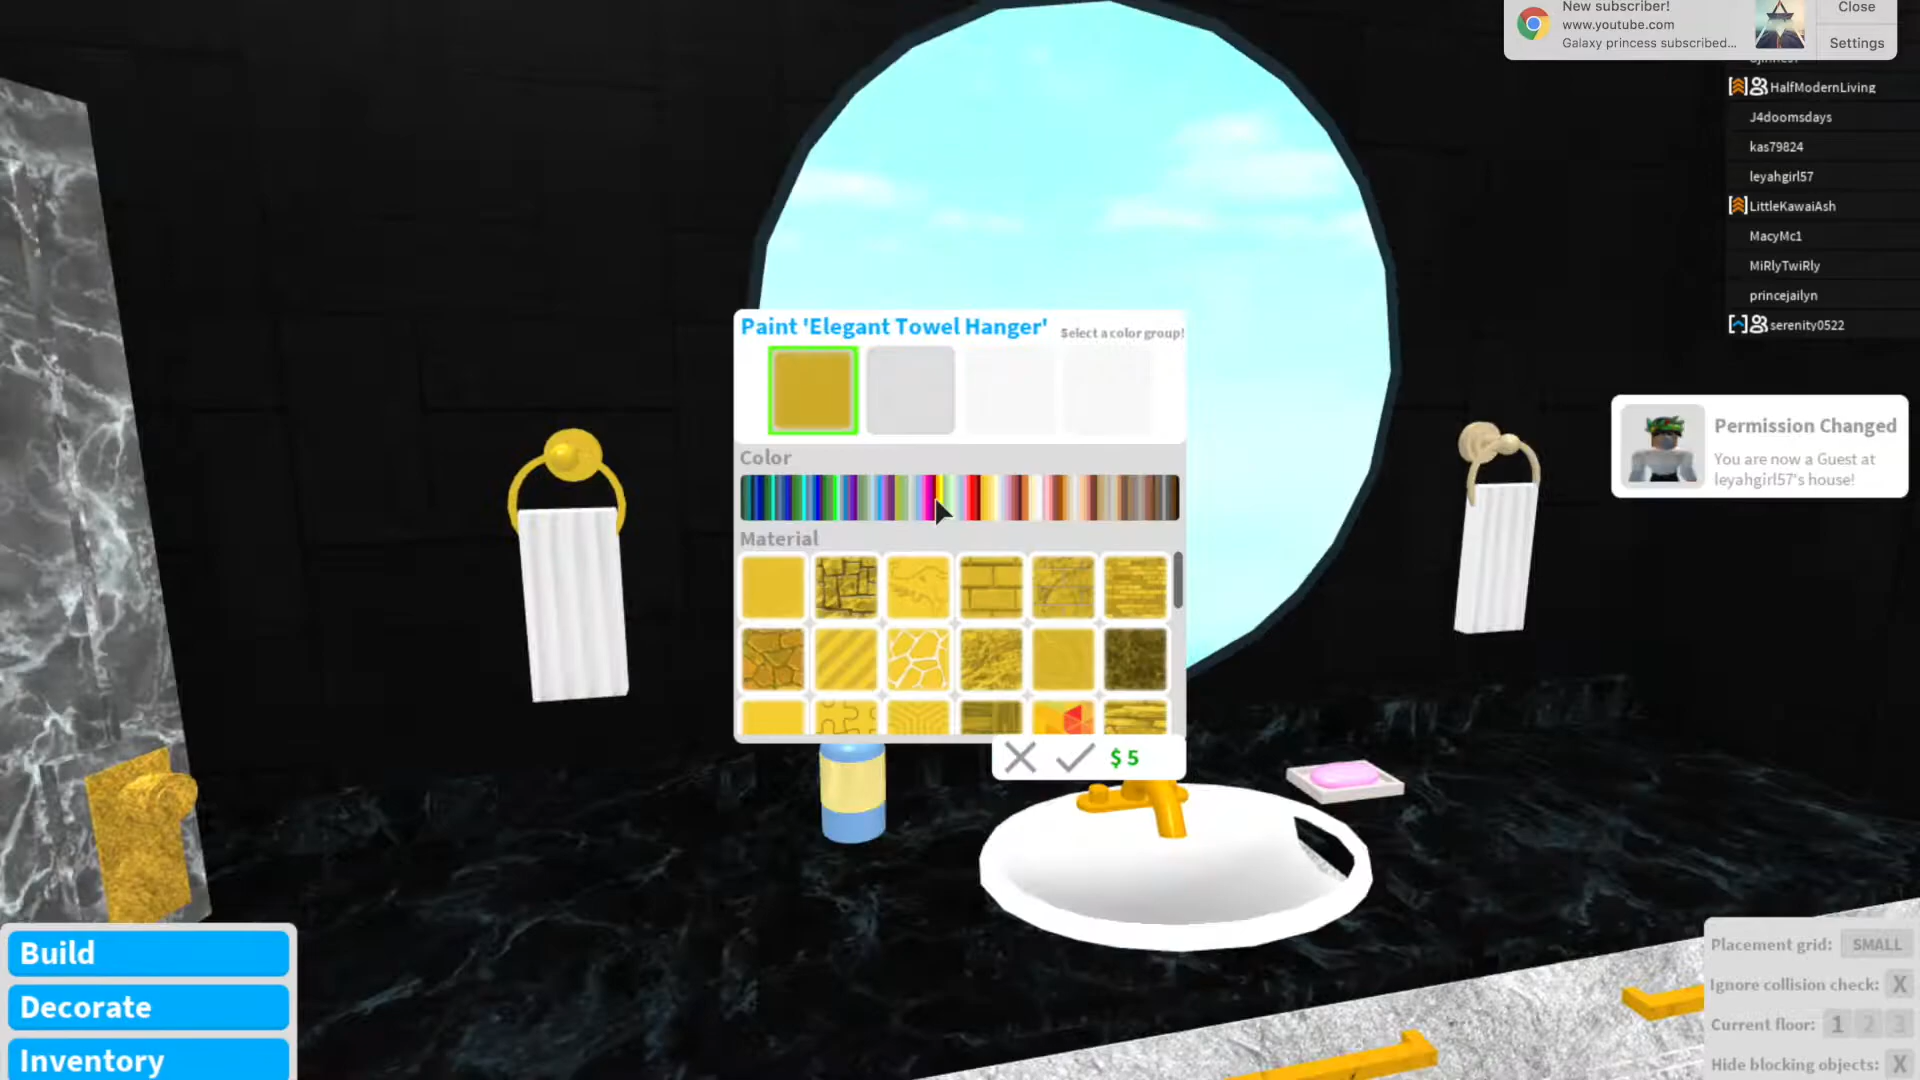 New subscriber!
Close
www.youtube.com
Galaxy princess subscribed...
Settings
HalfModernLiving
J4doomsdays
kas79824
leyahgirl57
LittleKawaiAsh
MacyMc1
MiRlyTwiRly
princejailyn
serenity0522
Paint 'Elegant Towel Hanger'
Select a color group!
Color
Material
$ 5
Permission Changed
You are now a Guest at
leyahgirl57's house!
Build
Decorate
Inventory
Placement grid: SMALL
Ignore collision check: X
Current floor: 1 2 3
Hide blocking objects: X